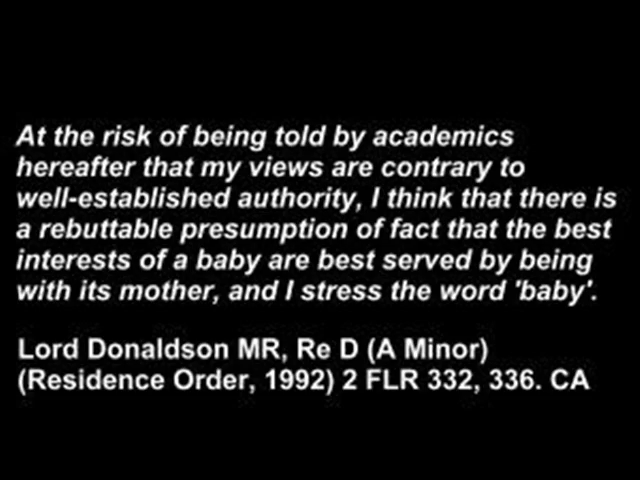 At the risk of being told by academics
hereafter that my views are contrary to
well-established authority, I think that there is
a rebuttable presumption of fact that the best
interests of a baby are best served by being
with its mother, and I stress the word 'baby'.
Lord Donaldson MR, Re D (A Minor)
(Residence Order, 1992) 2 FLR 332, 336. CA